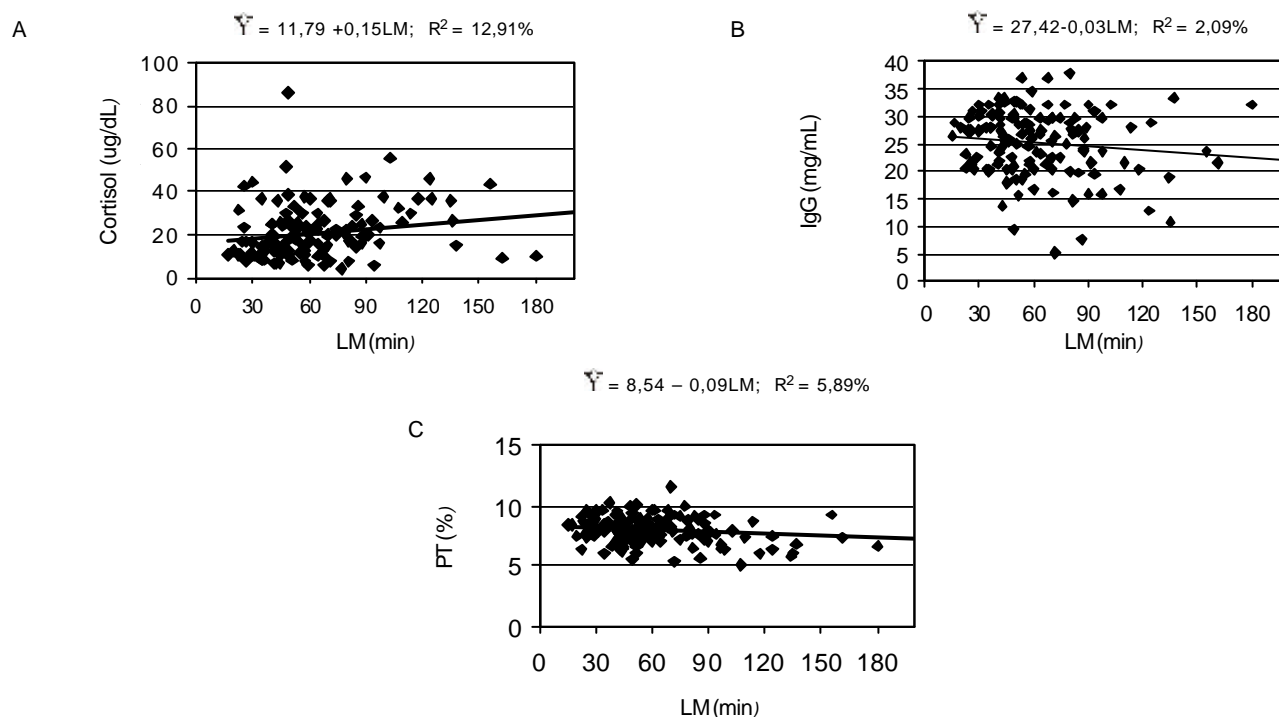 A
Ŷ = 11,79 +0,15LM; R² = 12,91%
Cortisol (ug/dL)
100
80
60
40
20
0
0 30 60 90 120 150 180
LM (min)
B
Ŷ = 27,42-0,03LM; R² = 2,09%
IgG (mg/mL)
40
35
30
25
20
15
10
5
0
0 30 60 90 120 150 180
LM (min)
C
Ŷ = 8,54 – 0,09LM; R² = 5,89%
PT (%)
15
10
5
0
0 30 60 90 120 150 180
LM (min)